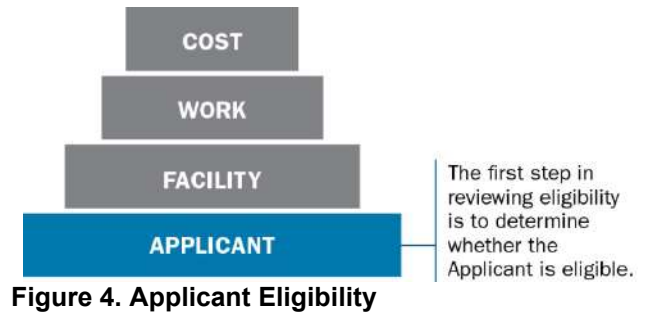 COST
WORK
FACILITY
APPLICANT
The first step in
reviewing eligibility
is to determine
whether the
Applicant is eligible.
Figure 4. Applicant Eligibility